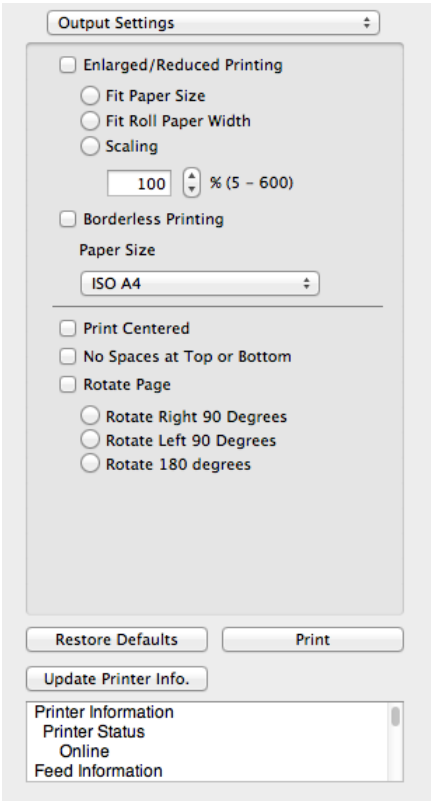 Output Settings
Enlarged/Reduced Printing
Fit Paper Size
Fit Roll Paper Width
Scaling
100 % (5 - 600)
Borderless Printing
Paper Size
ISO A4
Print Centered
No Spaces at Top or Bottom
Rotate Page
Rotate Right 90 Degrees
Rotate Left 90 Degrees
Rotate 180 degrees
Restore Defaults Print
Update Printer Info.
Printer Information
Printer Status
Online
Feed Information